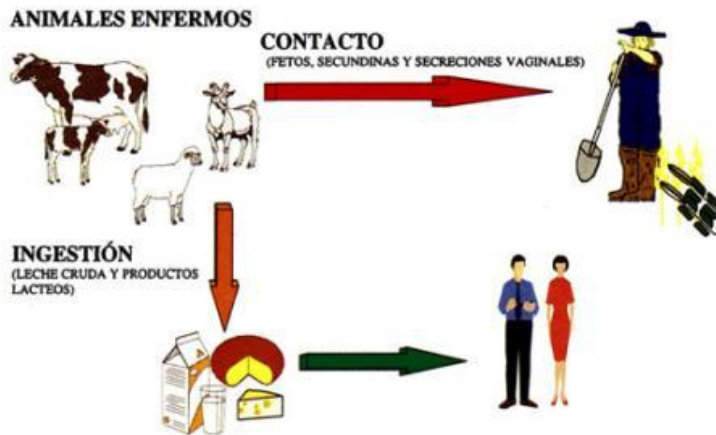 ANIMALES ENFERMOS
CONTACTO
(FETOS, SECUNDINAS Y SECRECIONES VAGINALES)
INGESTIÓN
(LECHE CRUDA Y PRODUCTOS
LACTEOS)